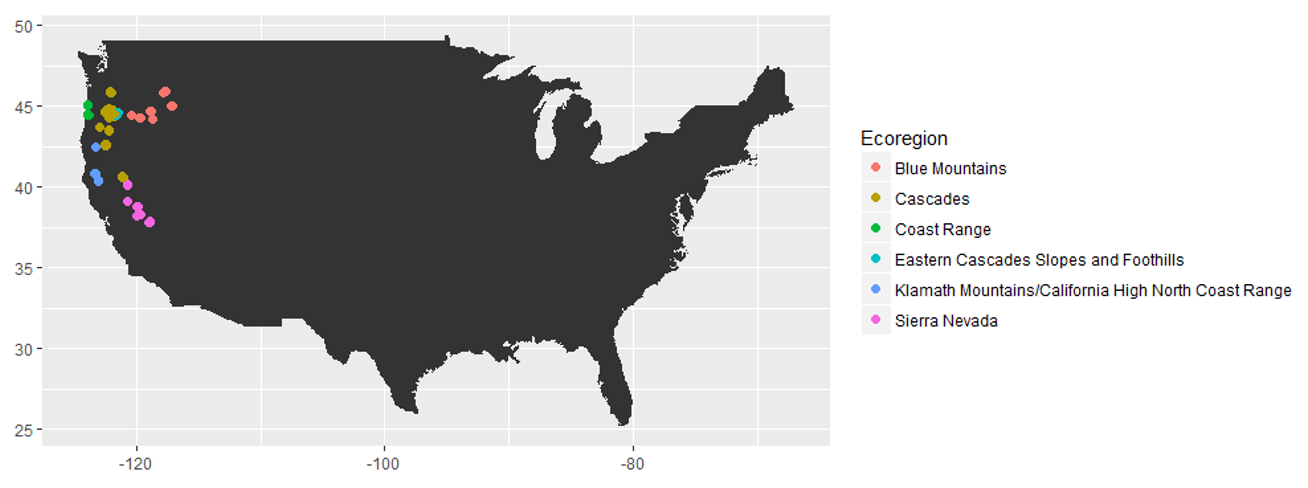 50
45
40
35
30
25
-120
-100
-80
Ecoregion
Blue Mountains
Cascades
Coast Range
Eastern Cascades Slopes and Foothills
Klamath Mountains/California High North Coast Range
Sierra Nevada